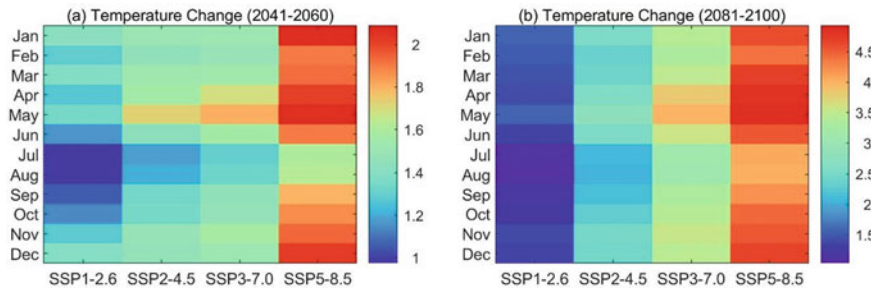 (a) Temperature Change (2041-2060)
Jan
Feb
Mar
Apr
May
Jun
Jul
Aug
Sep
Oct
Nov
Dec
SSP1-2.6 SSP2-4.5 SSP3-7.0 SSP5-8.5
2
1.8
1.6
1.4
1.2
1
(b) Temperature Change (2081-2100)
Jan
Feb
Mar
Apr
May
Jun
Jul
Aug
Sep
Oct
Nov
Dec
SSP1-2.6 SSP2-4.5 SSP3-7.0 SSP5-8.5
4.5
4
3.5
3
2.5
2
1.5